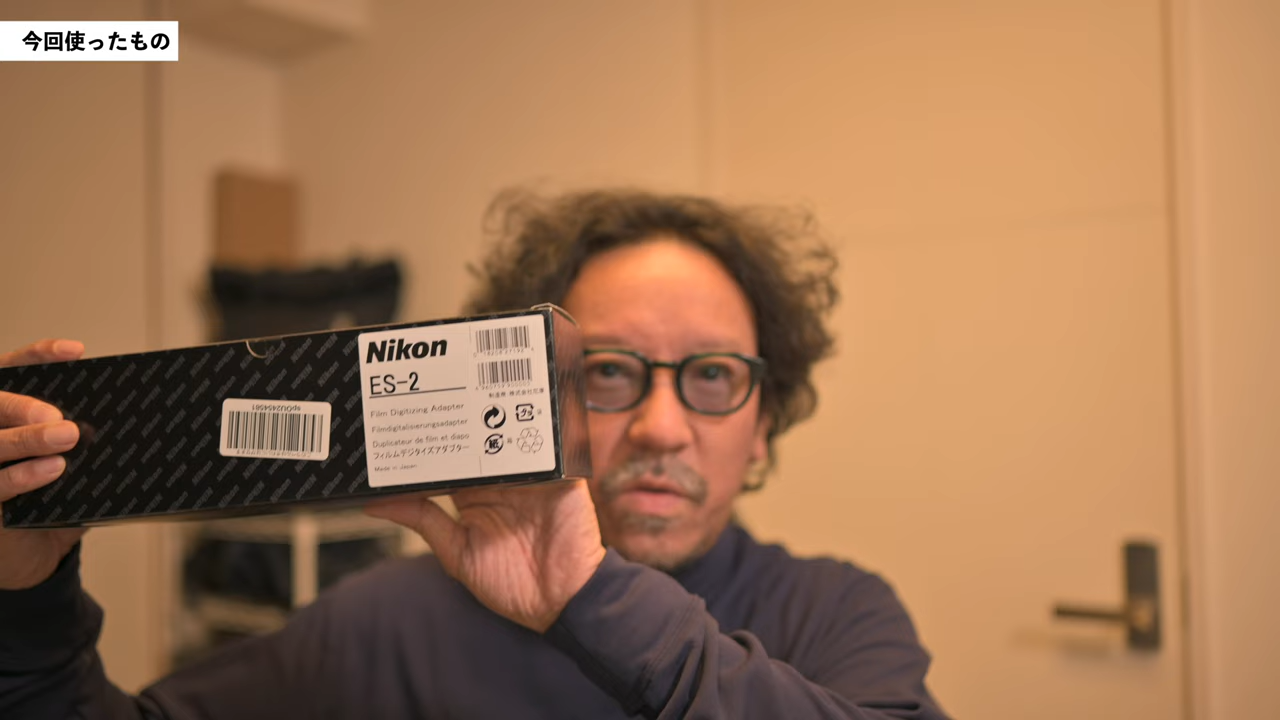 今回使ったもの
Nikon
ES-2
Film Digitizing Adapter
Filmdigitalisierungsadapter
Duplicateur de film et diapo
フィルムデジタイズアダプター
Made in Japan